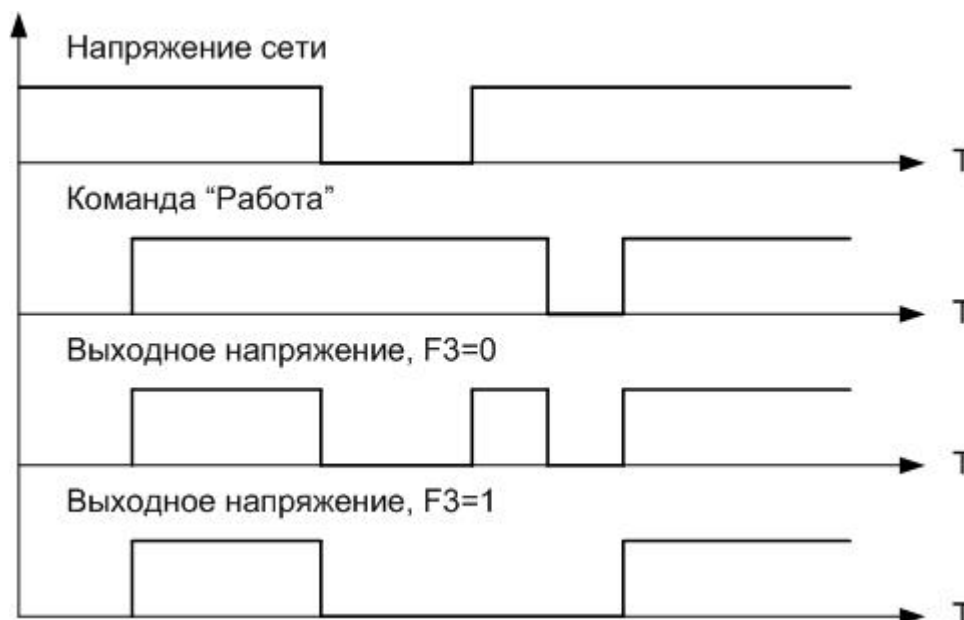 Напряжение сети
T
Команда “Работа”
T
Выходное напряжение, F3=0
T
Выходное напряжение, F3=1
T